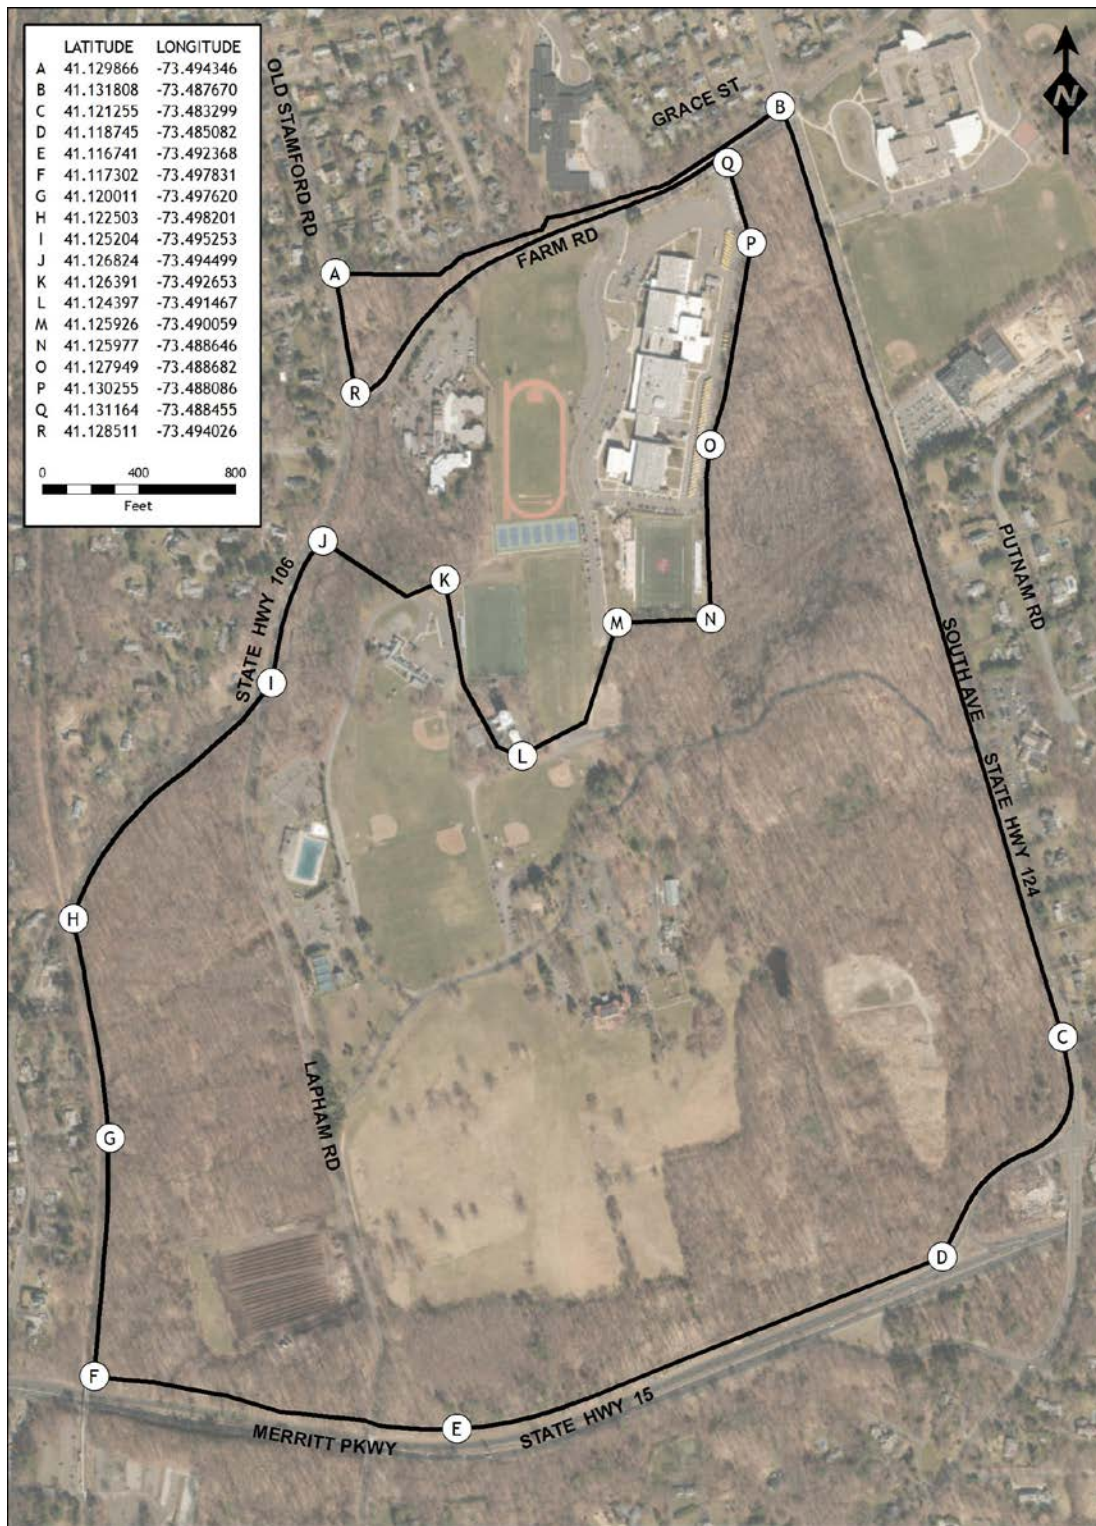 LATITUDE LONGITUDE
A 41.129866 -73.494346
B 41.131808 -73.487670
C 41.121255 -73.483299
D 41.118745 -73.485082
E 41.116741 -73.492368
F 41.117302 -73.497831
G 41.120011 -73.497620
H 41.122503 -73.498201
I 41.125204 -73.495253
J 41.126824 -73.494499
K 41.126391 -73.492653
L 41.124397 -73.491467
M 41.125926 -73.490059
N 41.125977 -73.488646
O 41.127949 -73.488682
P 41.130255 -73.488086
Q 41.131164 -73.488455
R 41.128511 -73.494026
0 400 800
Feet
N
OLD STAMFORD RD
GRACE ST
B
Q
P
FARM RD
A
R
O
J
K
STATE HWY 106
PUTNAM RD
M
N
I
SOUTH AVE
L
STATE HWY 124
H
C
LAPHAM RD
G
D
F
E
STATE HWY 15
MERRITT PKWY